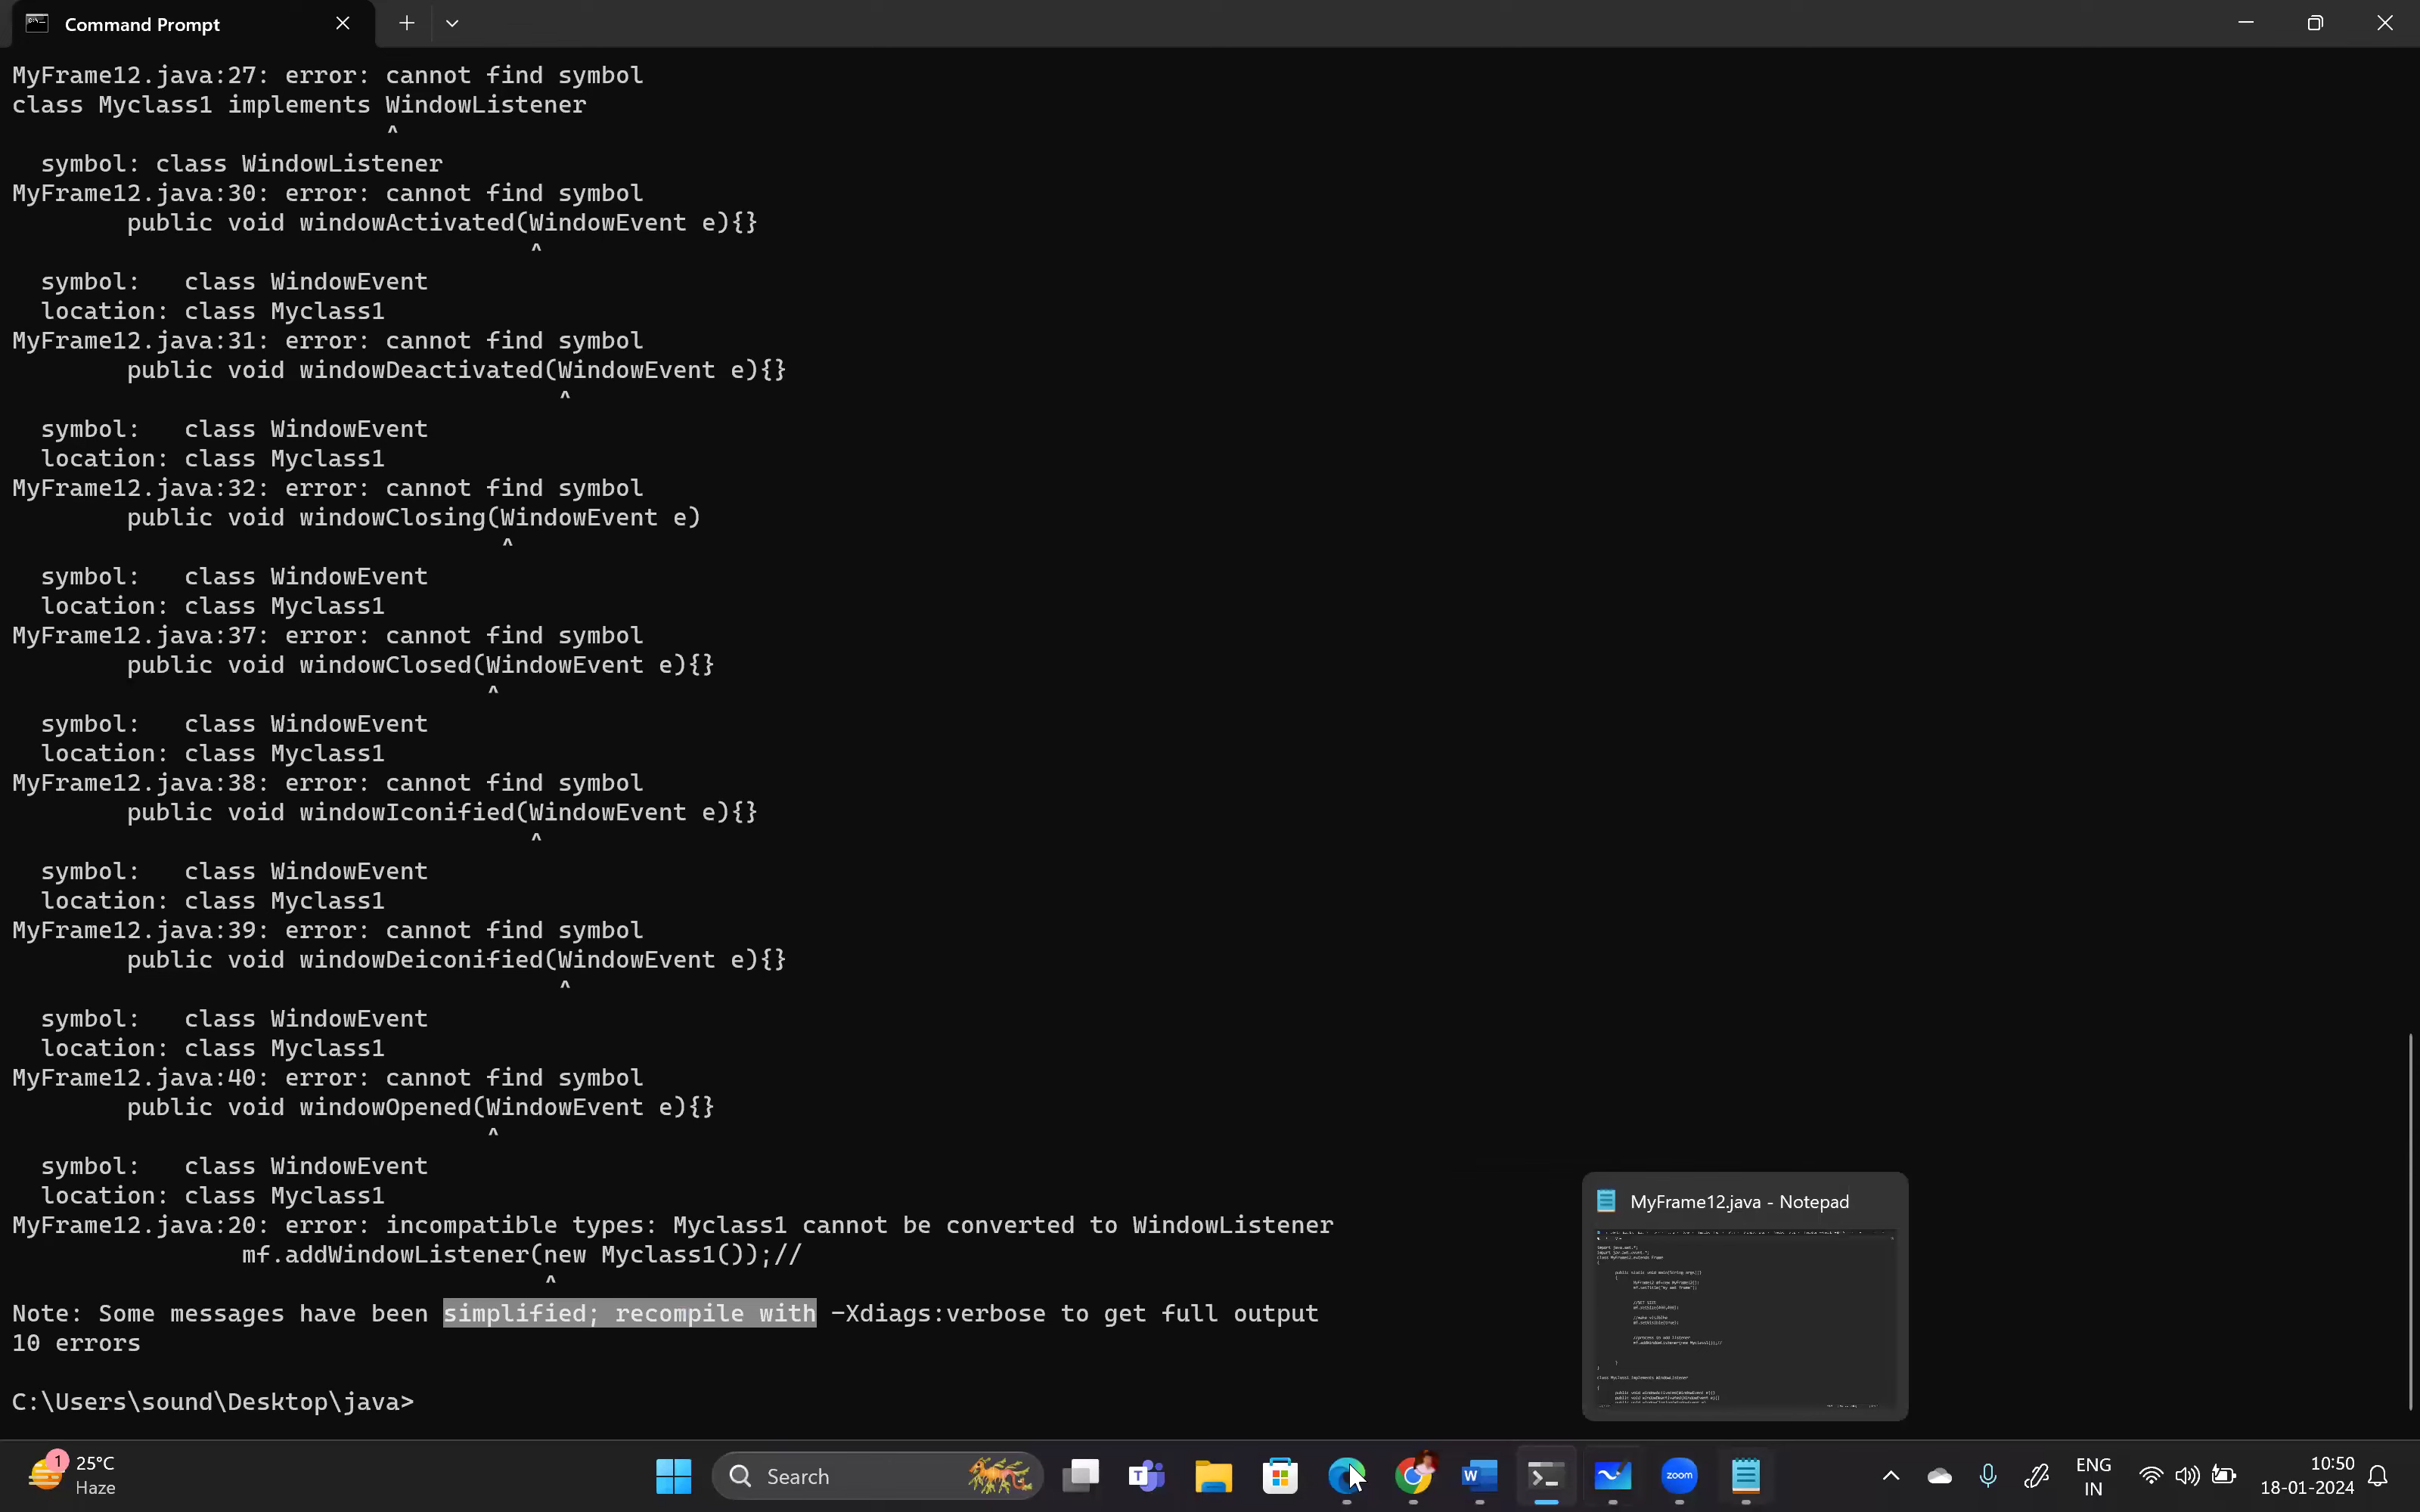 Command Prompt
MyFrame12.java:27: error: cannot find symbol
class Myclass1 implements WindowListener
^
symbol: class WindowListener
MyFrame12.java:30: error: cannot find symbol
public void windowActivated(WindowEvent e){}
^
symbol:   class WindowEvent
location: class Myclass1
MyFrame12.java:31: error: cannot find symbol
public void windowDeactivated(WindowEvent e){}
^
symbol:   class WindowEvent
location: class Myclass1
MyFrame12.java:32: error: cannot find symbol
public void windowClosing(WindowEvent e)
^
symbol:   class WindowEvent
location: class Myclass1
MyFrame12.java:37: error: cannot find symbol
public void windowClosed(WindowEvent e){}
^
symbol:   class WindowEvent
location: class Myclass1
MyFrame12.java:38: error: cannot find symbol
public void windowIconified(WindowEvent e){}
^
symbol:   class WindowEvent
location: class Myclass1
MyFrame12.java:39: error: cannot find symbol
public void windowDeiconified(WindowEvent e){}
^
symbol:   class WindowEvent
location: class Myclass1
MyFrame12.java:40: error: cannot find symbol
public void windowOpened(WindowEvent e){}
^
symbol:   class WindowEvent
location: class Myclass1
MyFrame12.java:20: error: incompatible types: Myclass1 cannot be converted to WindowListener
mf.addWindowListener(new Myclass1());//
^
Note: Some messages have been simplified; recompile with -Xdiags:verbose to get full output
10 errors
C:\Users\sound\Desktop\java>
MyFrame12.java - Notepad
1
25°C
Haze
Search
T
W
zoom
ENG
IN
10:50
18-01-2024